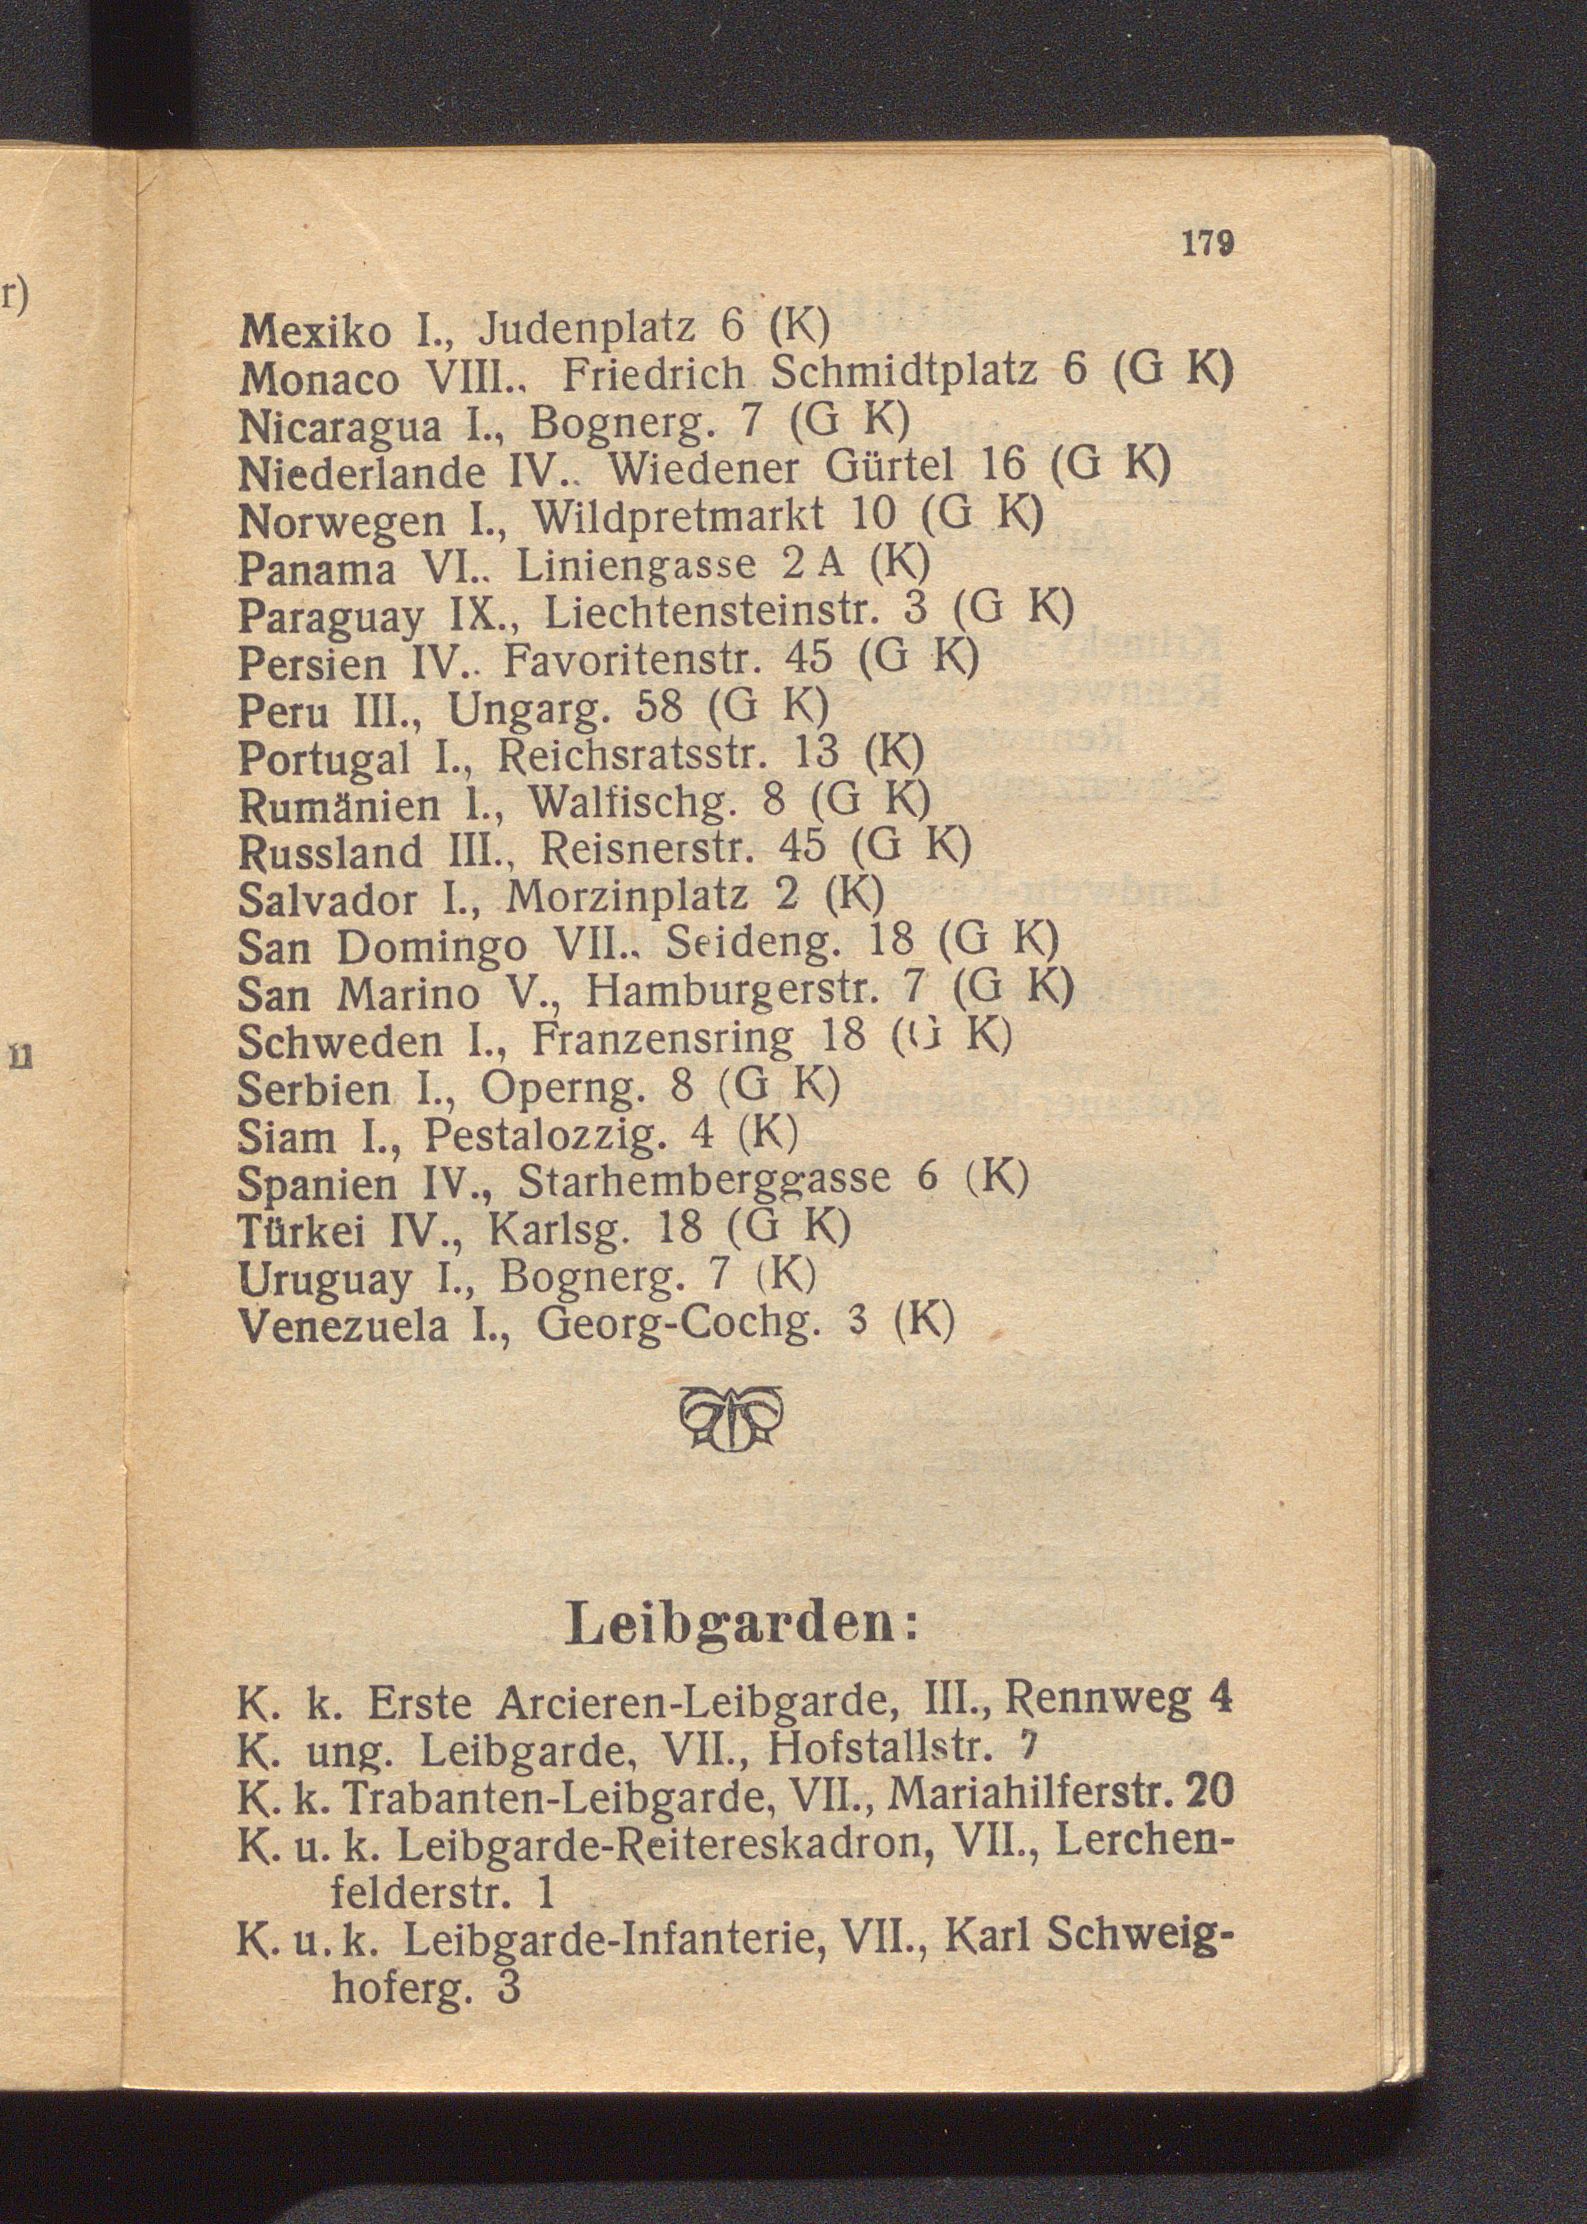 r)
n
179
Mexiko I., Judenplatz 6 (K)
Monaco VIII., Friedrich Schmidtplatz 6 (G K)
Nicaragua I., Bognerg. 7 (G K)
Niederlande IV., Wiedener Gürtel 16 (G K)
Norwegen I., Wildpretmarkt 10 (G K)
Panama VI., Liniengasse 2 A (K)
Paraguay IX., Liechtensteinstr. 3 (G K)
Persien IV., Favoritenstr. 45 (G K)
Peru III., Ungarg. 58 (G K)
Portugal I., Reichsratsstr. 13 (K)
Rumänien I., Walfischg. 8 (G K)
Russland III., Reisnerstr. 45 (G K)
Salvador I., Morzinplatz 2 (K)
San Domingo VII., Seideng. 18 (G K)
San Marino V., Hamburgerstr. 7 (G K)
Schweden I., Franzensring 18 (G K)
Serbien I., Operng. 8 (G K)
Siam I., Pestalozzig. 4 (K)
Spanien IV., Starhemberggasse 6 (K)
Türkei IV., Karlsg. 18 (G K)
Uruguay I., Bognerg. 7 (K)
Venezuela I., Georg-Cochg. 3 (K)
Leibgarden:
K. k. Erste Arcieren-Leibgarde, III., Rennweg 4
K. ung. Leibgarde, VII., Hofstallstr. 7
K. k. Trabanten-Leibgarde, VII., Mariahilferstr. 20
K. u. k. Leibgarde-Reitereskadron, VII., Lerchen-
felderstr. 1
K. u. k. Leibgarde-Infanterie, VII., Karl Schweig-
hoferg. 3